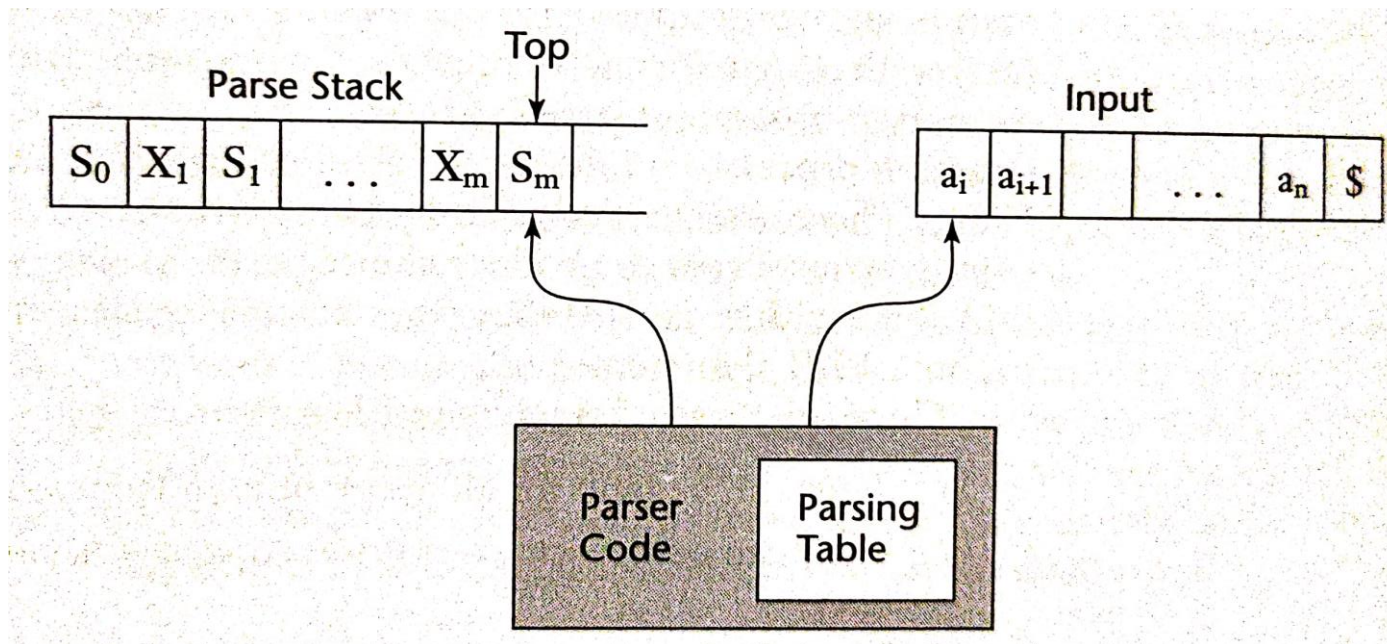 Top
Parse Stack
Input
S₀ X₁ S₁ . . . Xₘ Sₘ
aᵢ aᵢ₊₁ . . . aₙ $
Parser
Code
Parsing
Table